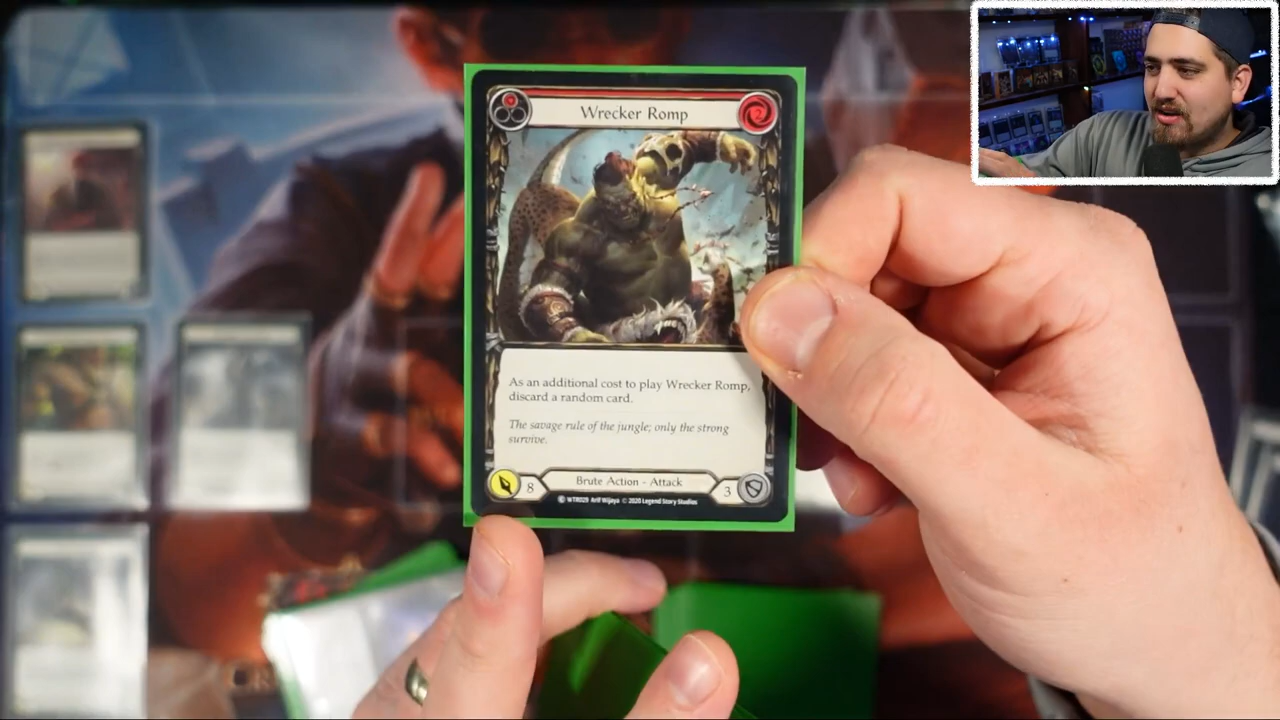 Wrecker Romp
2
As an additional cost to play Wrecker Romp,
discard a random card.
The savage rule of the jungle; only the strong
survive.
8
Brute Action - Attack
3
WTR029 Arif Wijaya © 2020 Legend Story Studios